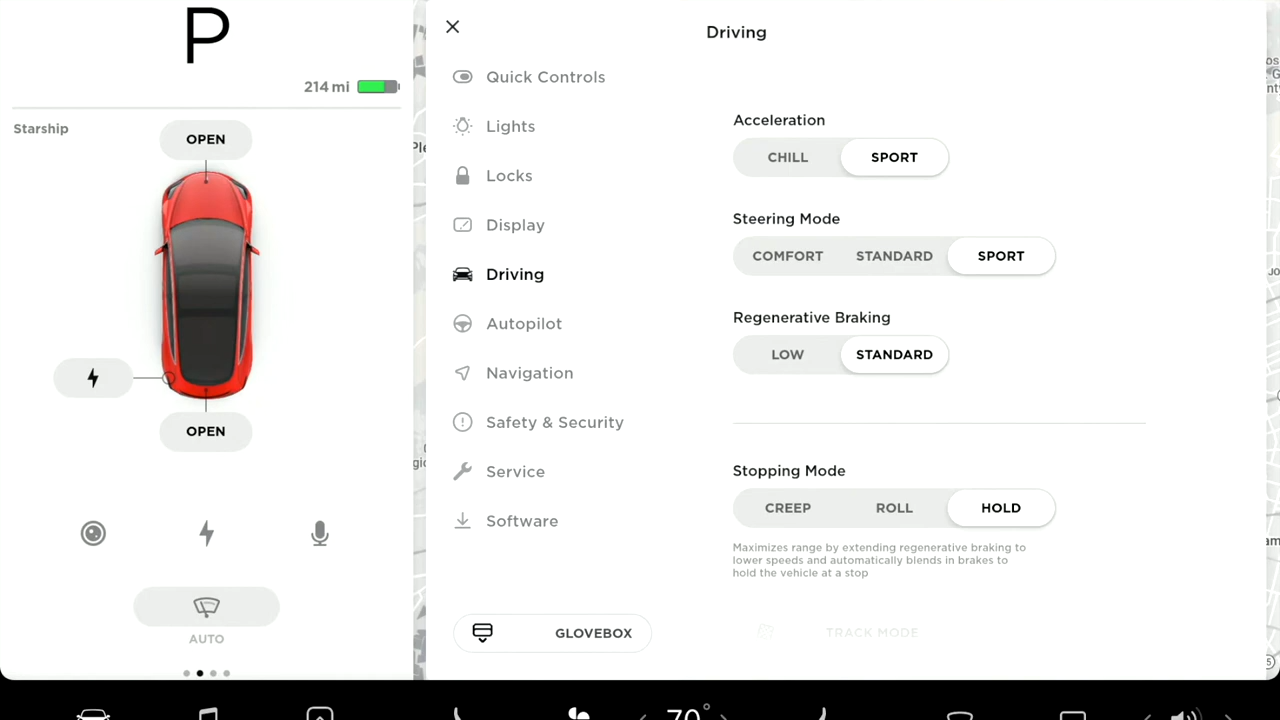 P
214 mi
Starship
OPEN
OPEN
AUTO
Driving
Quick Controls
Lights
Locks
Display
Driving
Autopilot
Navigation
Safety & Security
Service
Software
GLOVEBOX
Acceleration
CHILL SPORT
Steering Mode
COMFORT STANDARD SPORT
Regenerative Braking
LOW STANDARD
Stopping Mode
CREEP ROLL HOLD
Maximizes range by extending regenerative braking to
lower speeds and automatically blends in brakes to
hold the vehicle at a stop
TRACK MODE
70°